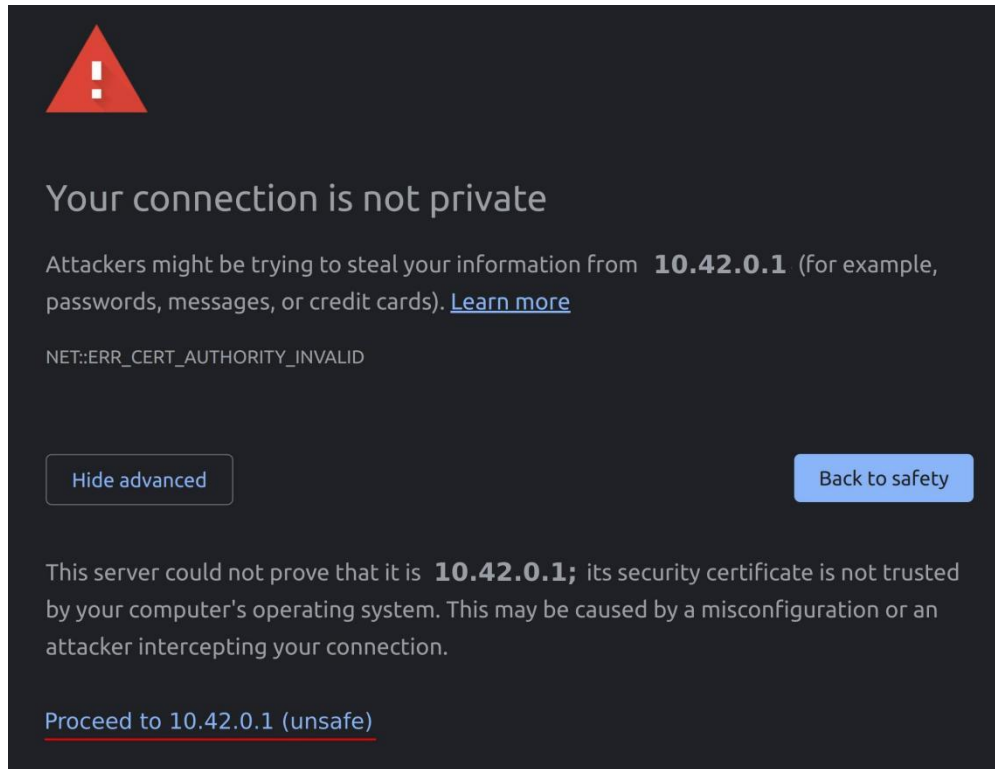 !
Your connection is not private
Attackers might be trying to steal your information from 10.42.0.1 (for example,
passwords, messages, or credit cards). Learn more
NET::ERR_CERT_AUTHORITY_INVALID
Hide advanced
Back to safety
This server could not prove that it is 10.42.0.1; its security certificate is not trusted
by your computer's operating system. This may be caused by a misconfiguration or an
attacker intercepting your connection.
Proceed to 10.42.0.1 (unsafe)